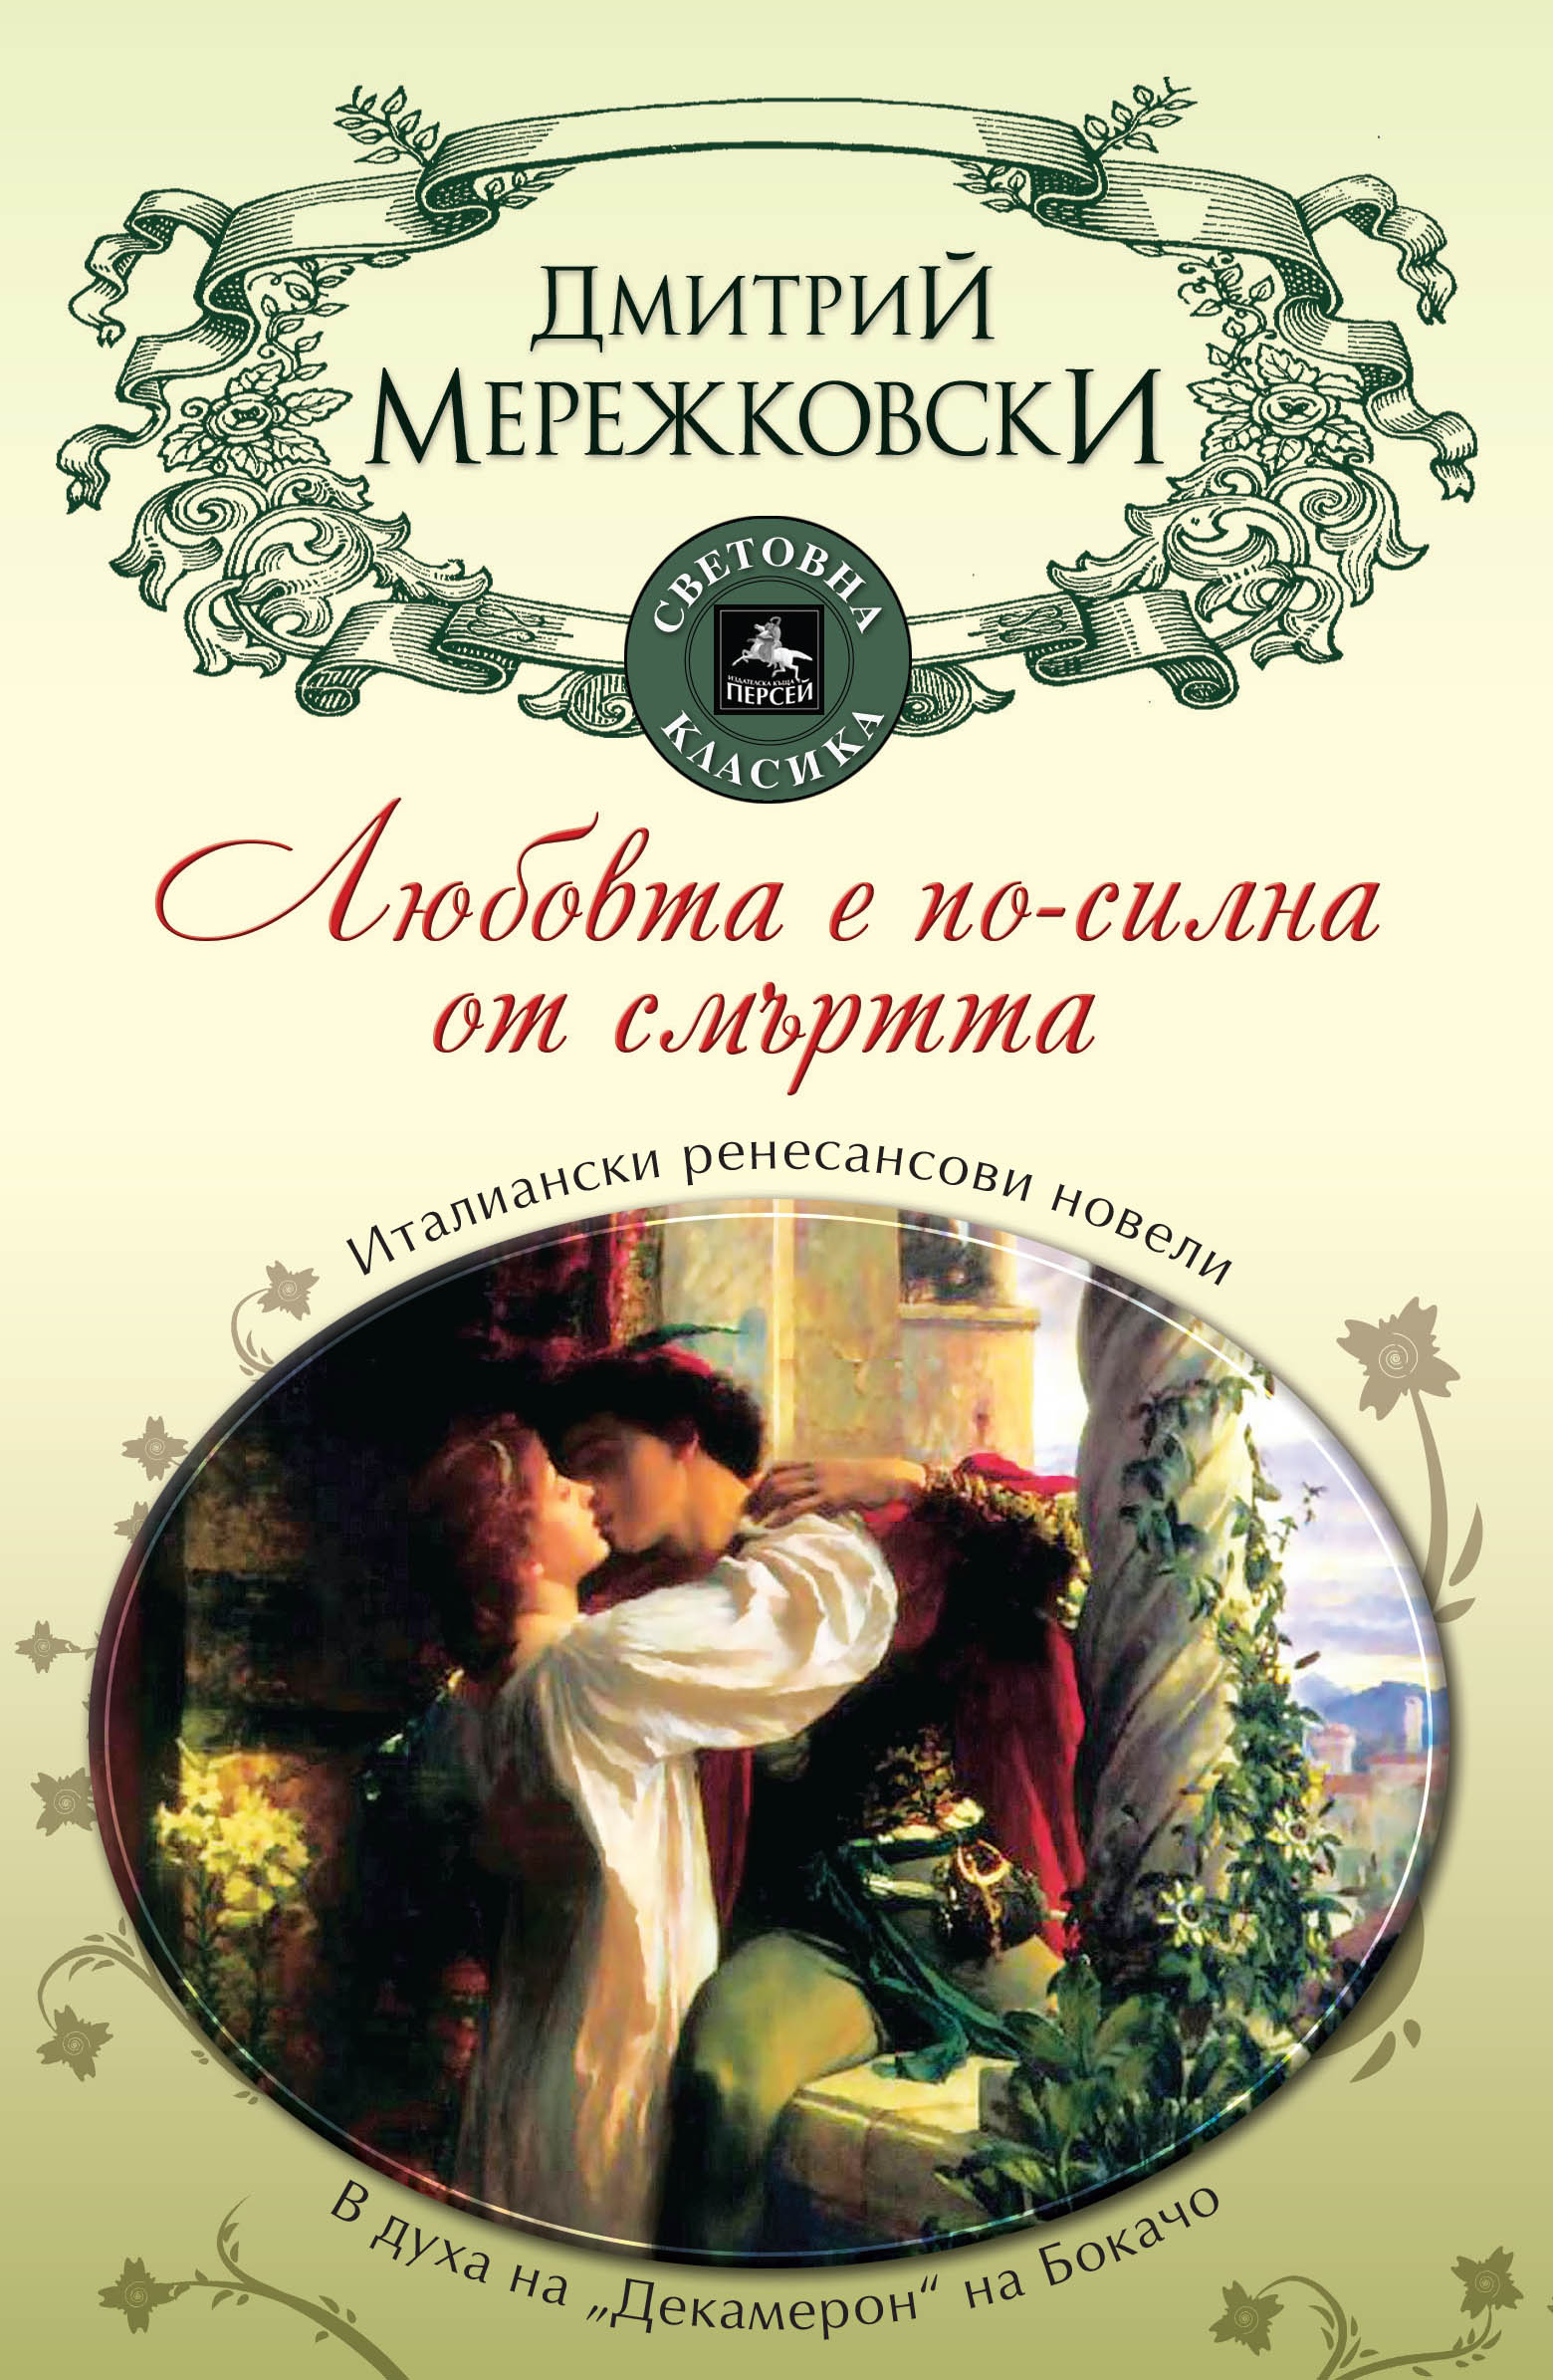 Дмитрий
Мережковски
СВЕТОВНА
ИЗДАТЕЛСКА КЪЩА
ПЕРСЕЙ
КЛАСИКА
Любовта е по-силна
от смъртта
Италиански ренесансови новели
В духа на „Декамерон“ на Бокачо